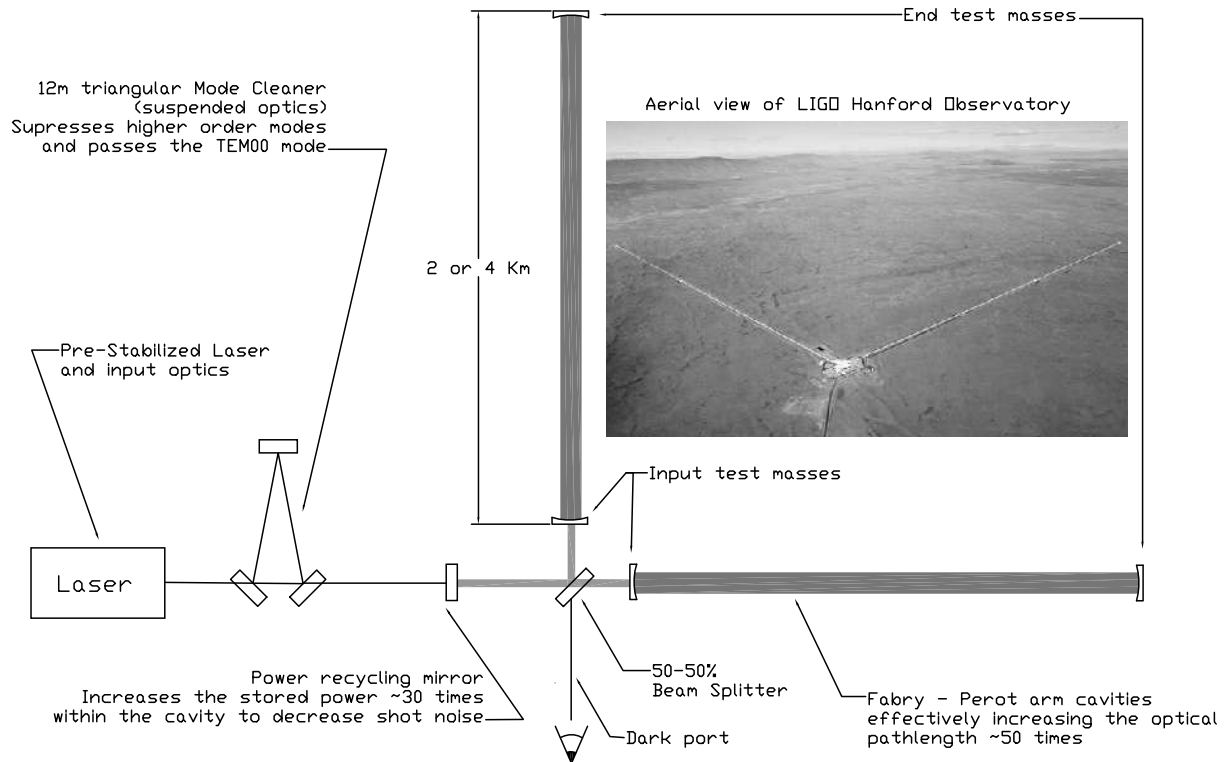 End test masses
12m triangular Mode Cleaner
(suspended optics)
Supresses higher order modes
and passes the TEM00 mode
Aerial view of LIGO Hanford Observatory
2 or 4 Km
Pre-Stabilized Laser
and input optics
Input test masses
Laser
Power recycling mirror
Increases the stored power ~30 times
within the cavity to decrease shot noise
50-50%
Beam Splitter
Fabry - Perot arm cavities
effectively increasing the optical
pathlength ~50 times
Dark port